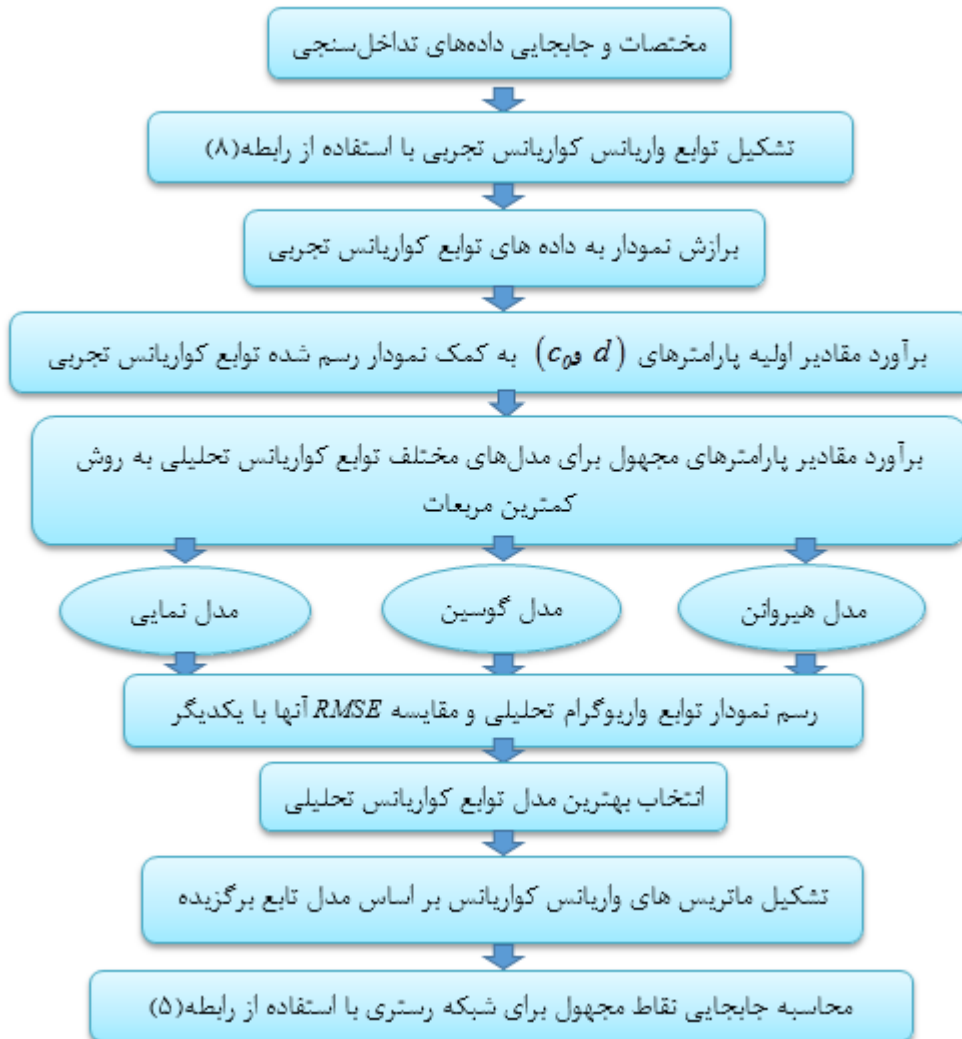 مختصات و جابجایی داده‌های تداخل‌سنجی
تشکیل توابع واریانس کواریانس تجربی با استفاده از رابطه(۸)
برازش نمودار به داده های توابع کواریانس تجربی
برآورد مقادیر اولیه پارامترهای (c₀و d) به کمک نمودار رسم شده توابع کواریانس تجربی
برآورد مقادیر پارامترهای مجهول برای مدل‌های مختلف توابع کواریانس تحلیلی به روش
کمترین مربعات
مدل هیروانن
مدل گوسین
مدل نمایی
رسم نمودار توابع واریوگرام تحلیلی و مقایسه RMSE آنها با یکدیگر
انتخاب بهترین مدل توابع کواریانس تحلیلی
تشکیل ماتریس های واریانس کواریانس بر اساس مدل تابع برگزیده
محاسبه جابجایی نقاط مجهول برای شبکه رستری با استفاده از رابطه(۵)